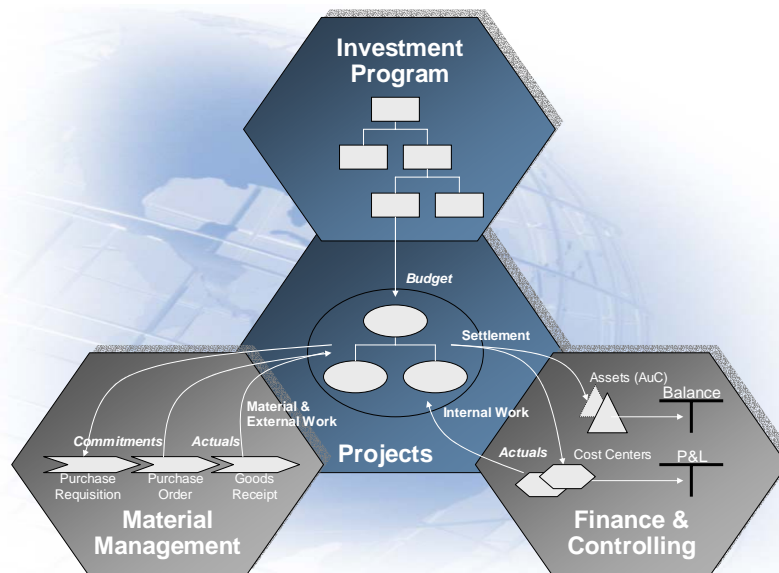 Investment
Program
Budget
Settlement
Assets (AuC)
Balance
Material &
External Work
Internal Work
Commitments
Actuals
Actuals
Cost Centers
P&L
Projects
Purchase
Requisition
Purchase
Order
Goods
Receipt
Material
Management
Finance &
Controlling